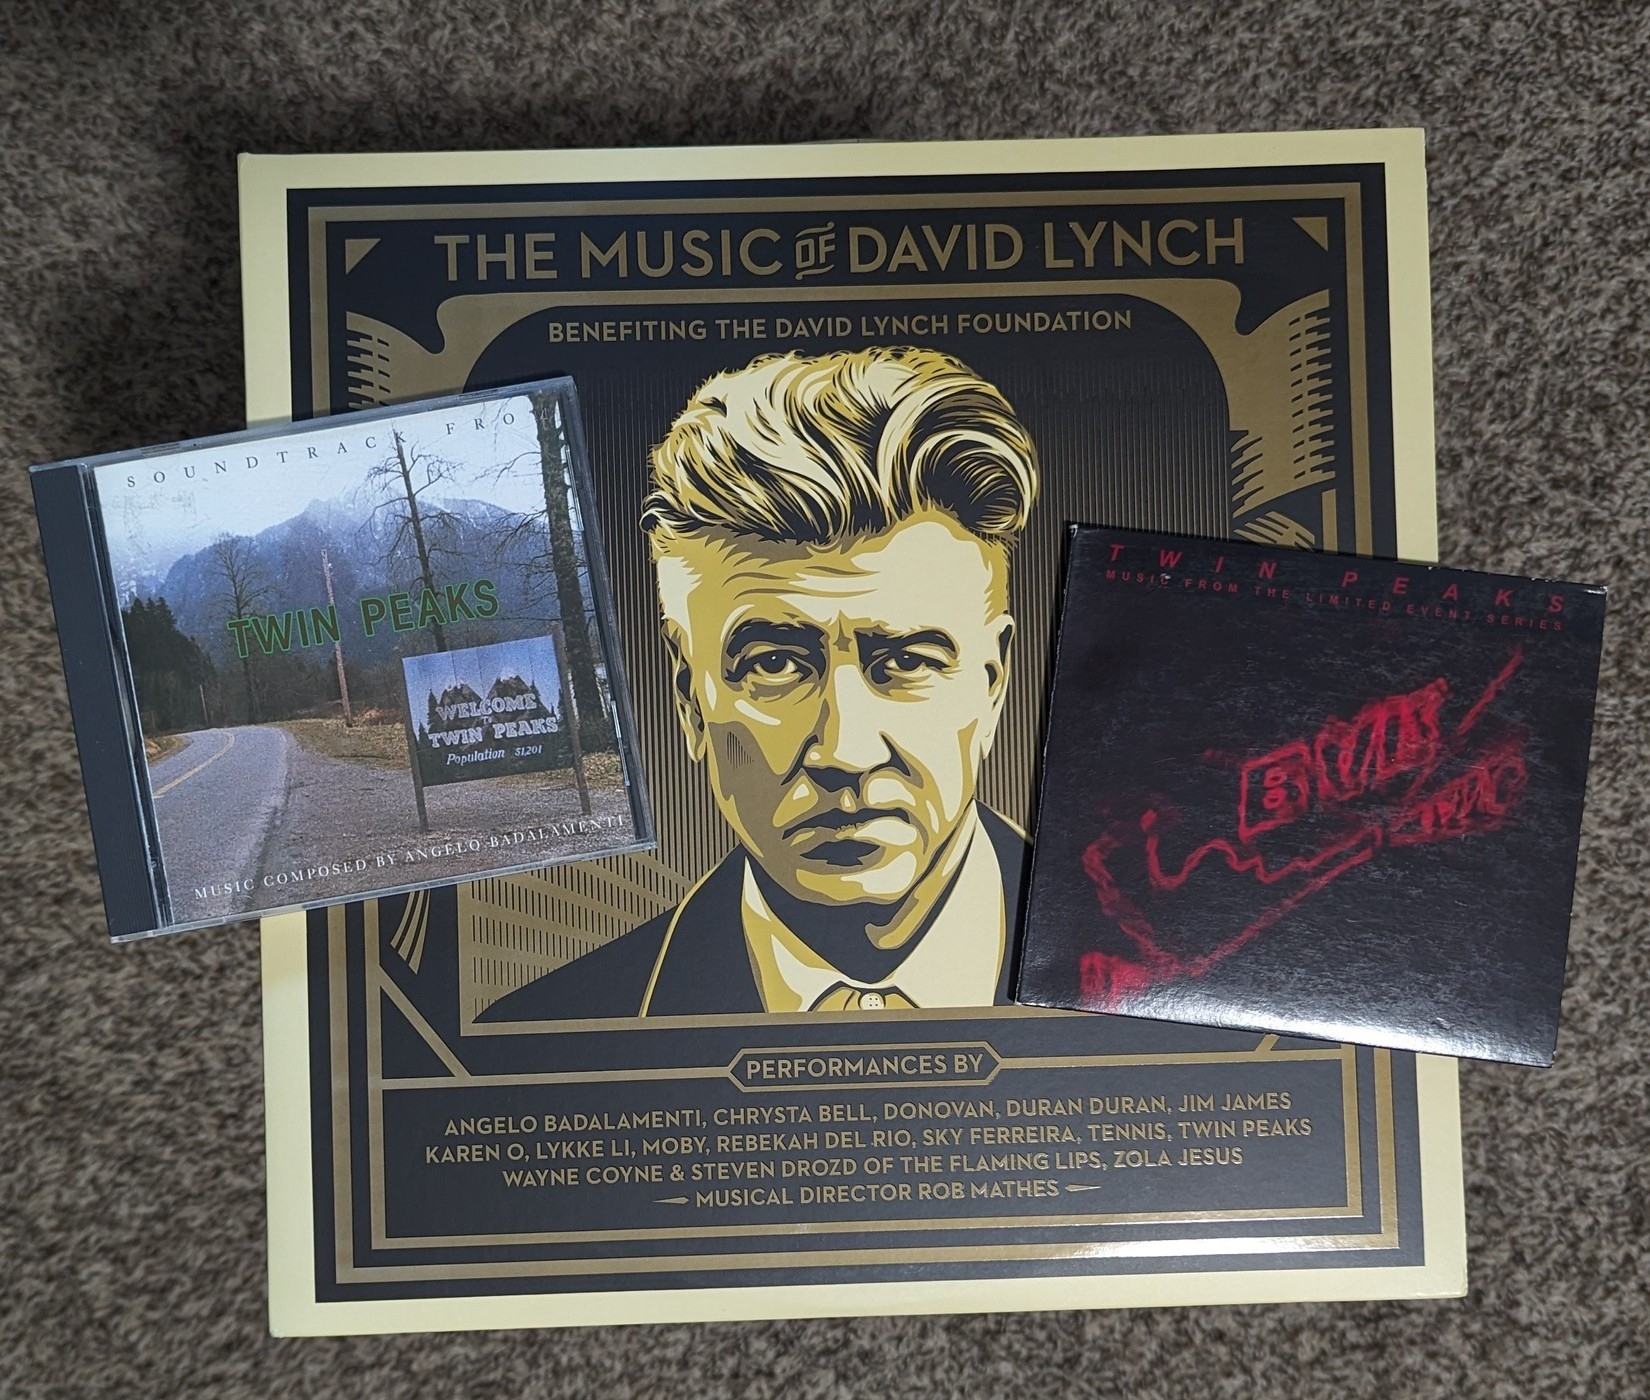 THE MUSIC OF DAVID LYNCH
BENEFITING THE DAVID LYNCH FOUNDATION
SOUNDTRACK FRO
TWIN PEAKS
WELCOME
TO
TWIN PEAKS
Population 51,201
MUSIC COMPOSED BY ANGELO BADALAMENTI
TWIN PEAKS
MUSIC FROM THE LIMITED EVENT SERIES
PERFORMANCES BY
ANGELO BADALAMENTI, CHRYSTA BELL, DONOVAN, DURAN DURAN, JIM JAMES
KAREN O, LYKKE LI, MOBY, REBEKAH DEL RIO, SKY FERREIRA, TENNIS, TWIN PEAKS
WAYNE COYNE & STEVEN DROZD OF THE FLAMING LIPS, ZOLA JESUS
MUSICAL DIRECTOR ROB MATHES